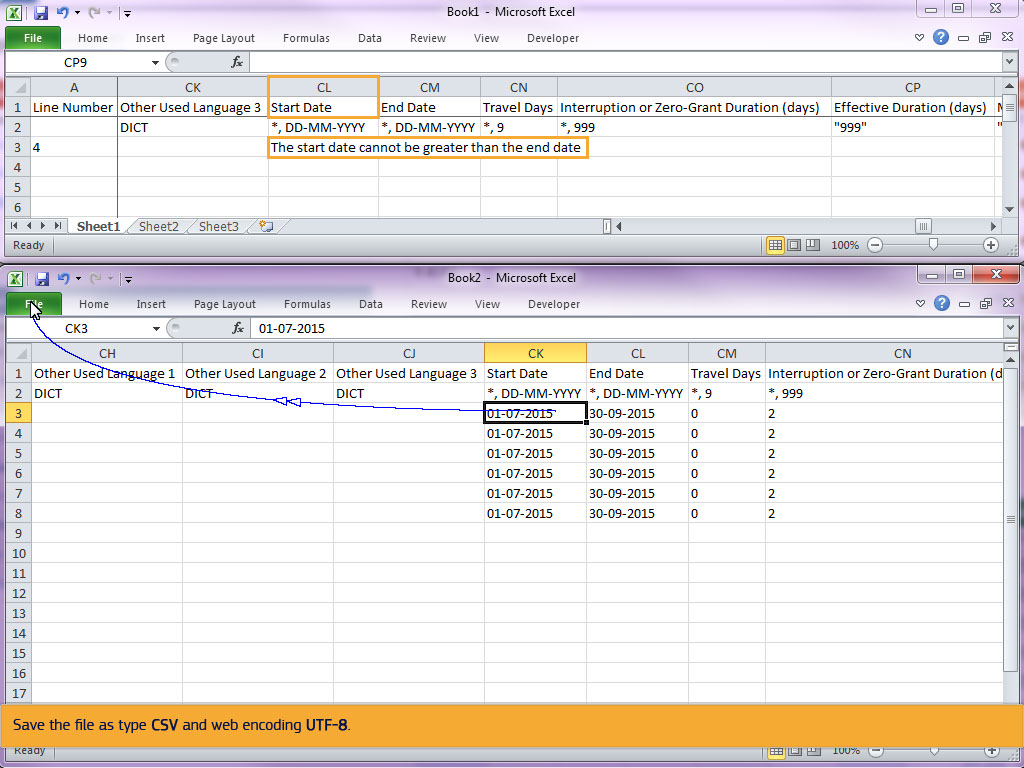 Book1 - Microsoft Excel
File Home Insert Page Layout Formulas Data Review View Developer
CP9 fx
A CK CL CM CN CO CP
1 Line Number Other Used Language 3 Start Date End Date Travel Days Interruption or Zero-Grant Duration (days) Effective Duration (days)
2 DICT *, DD-MM-YYYY *, DD-MM-YYYY *, 9 *, 999 "999" "
3 4 The start date cannot be greater than the end date
4
5
6
Sheet1 Sheet2 Sheet3
Ready 100%
Book2 - Microsoft Excel
File Home Insert Page Layout Formulas Data Review View Developer
CK3 fx 01-07-2015
CH CI CJ CK CL CM CN
1 Other Used Language 1 Other Used Language 2 Other Used Language 3 Start Date End Date Travel Days Interruption or Zero-Grant Duration (d
2 DICT DICT DICT *, DD-MM-YYYY *, DD-MM-YYYY *, 9 *, 999
3 01-07-2015 30-09-2015 0 2
4 01-07-2015 30-09-2015 0 2
5 01-07-2015 30-09-2015 0 2
6 01-07-2015 30-09-2015 0 2
7 01-07-2015 30-09-2015 0 2
8 01-07-2015 30-09-2015 0 2
9
10
11
12
13
14
15
16
17
Save the file as type CSV and web encoding UTF-8.
Ready 100%